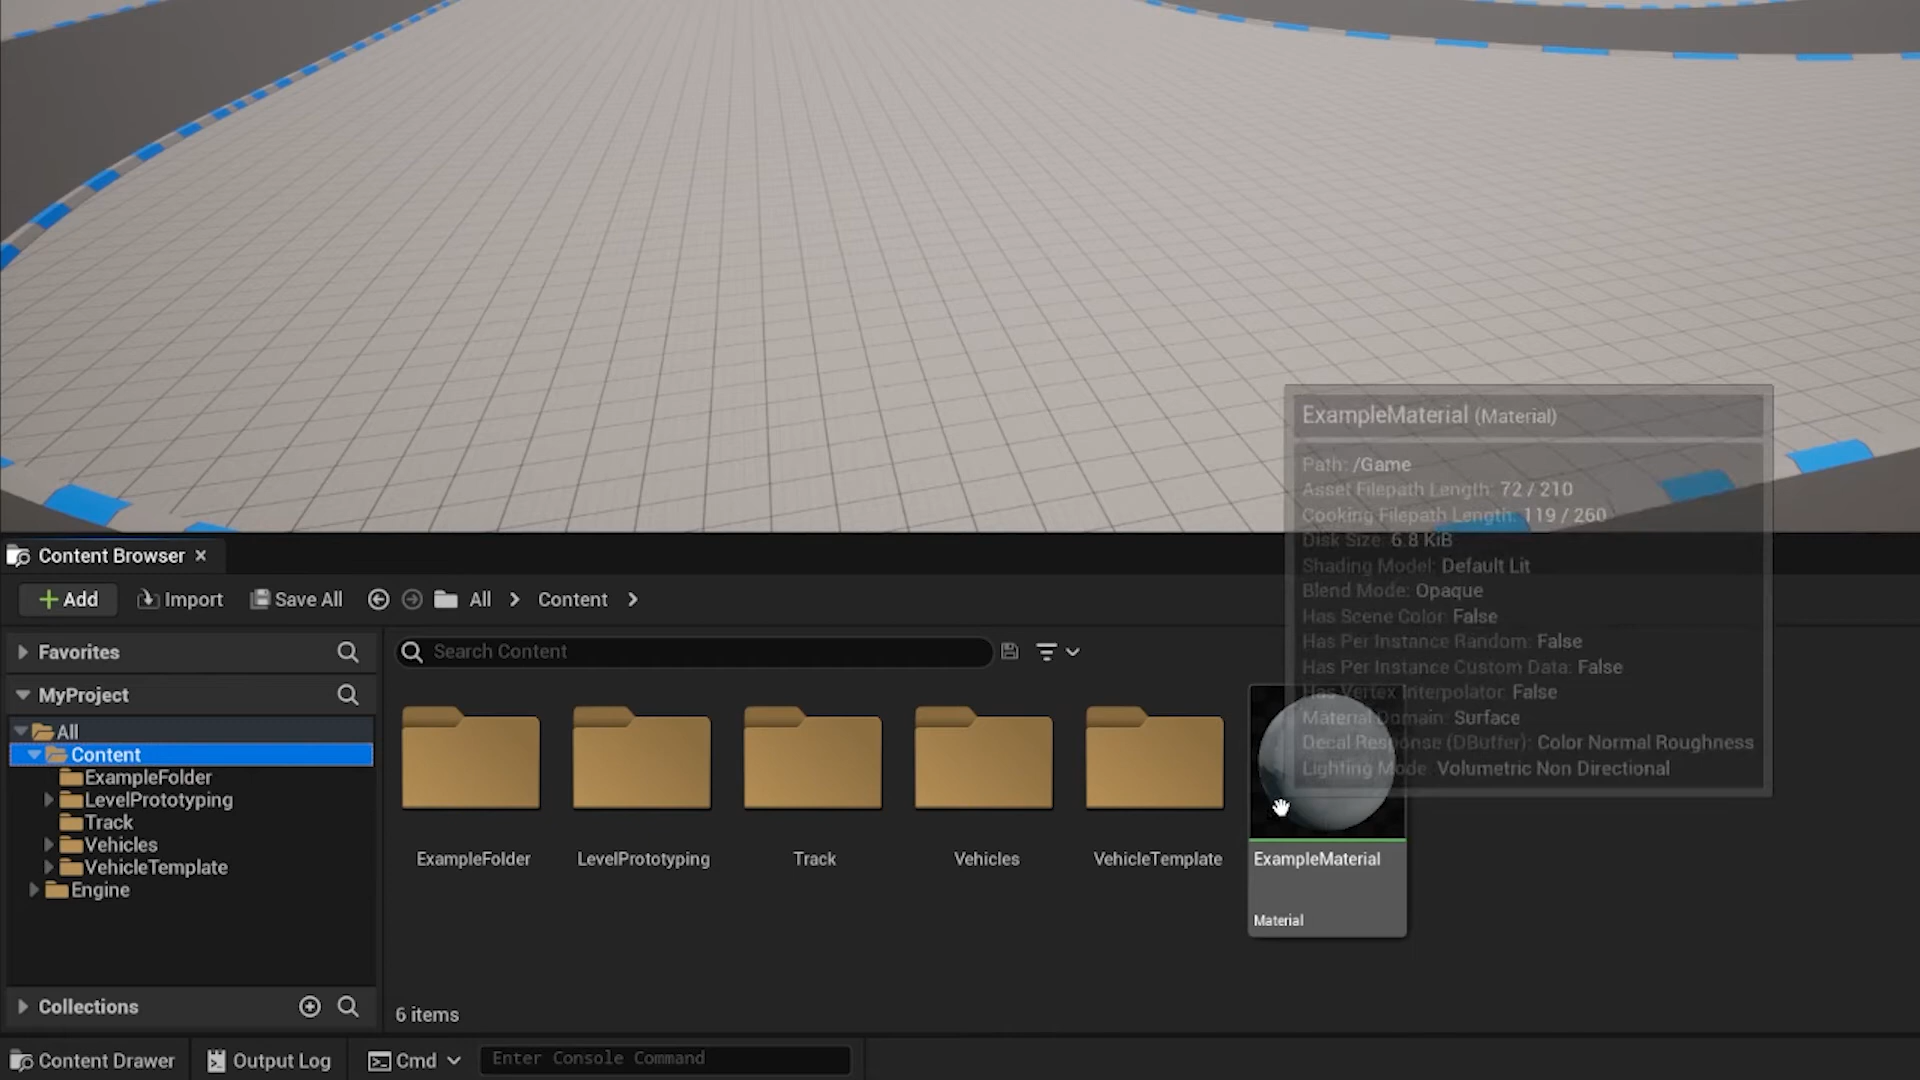 ExampleMaterial (Material)
Path: /Game
Asset Filepath Length: 72 / 210
Cooking Filepath Length: 119 / 260
Disk Size: 6.8 KiB
Shading Model: Default Lit
Blend Mode: Opaque
Has Scene Color: False
Has Per Instance Random: False
Has Per Instance Custom Data: False
Has Vertex Interpolator: False
Material Domain: Surface
Decal Response (DBuffer): Color Normal Roughness
Lighting Mode: Volumetric Non Directional
Content Browser
Add Import Save All All Content
Favorites
Search Content
MyProject
All
Content
ExampleFolder
LevelPrototyping
Track
Vehicles
VehicleTemplate
Engine
ExampleFolder LevelPrototyping Track Vehicles VehicleTemplate ExampleMaterial
Material
Collections
6 items
Content Drawer Output Log Cmd Enter Console Command